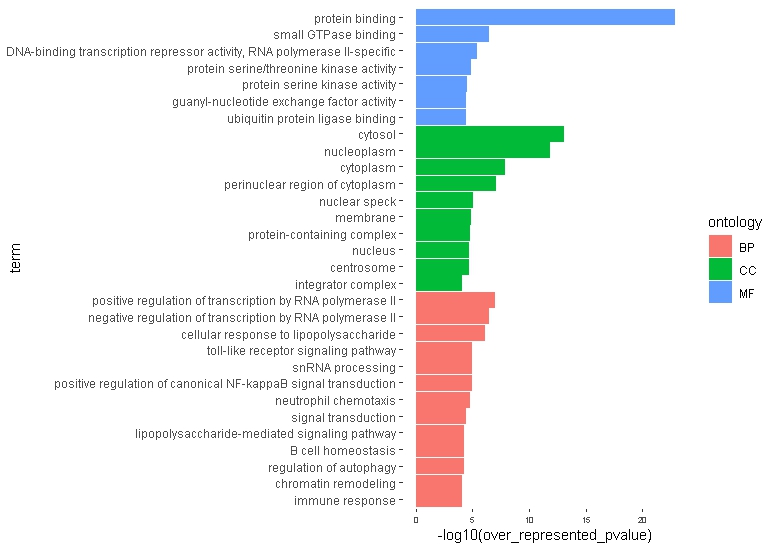 protein binding
small GTPase binding
DNA-binding transcription repressor activity, RNA polymerase II-specific
protein serine/threonine kinase activity
protein serine kinase activity
guanyl-nucleotide exchange factor activity
ubiquitin protein ligase binding
cytosol
nucleoplasm
cytoplasm
perinuclear region of cytoplasm
nuclear speck
membrane
protein-containing complex
nucleus
centrosome
integrator complex
positive regulation of transcription by RNA polymerase II
negative regulation of transcription by RNA polymerase II
cellular response to lipopolysaccharide
toll-like receptor signaling pathway
snRNA processing
positive regulation of canonical NF-kappaB signal transduction
neutrophil chemotaxis
signal transduction
lipopolysaccharide-mediated signaling pathway
B cell homeostasis
regulation of autophagy
chromatin remodeling
immune response
term
0 5 10 15 20
-log10(over_represented_pvalue)
ontology
BP
CC
MF